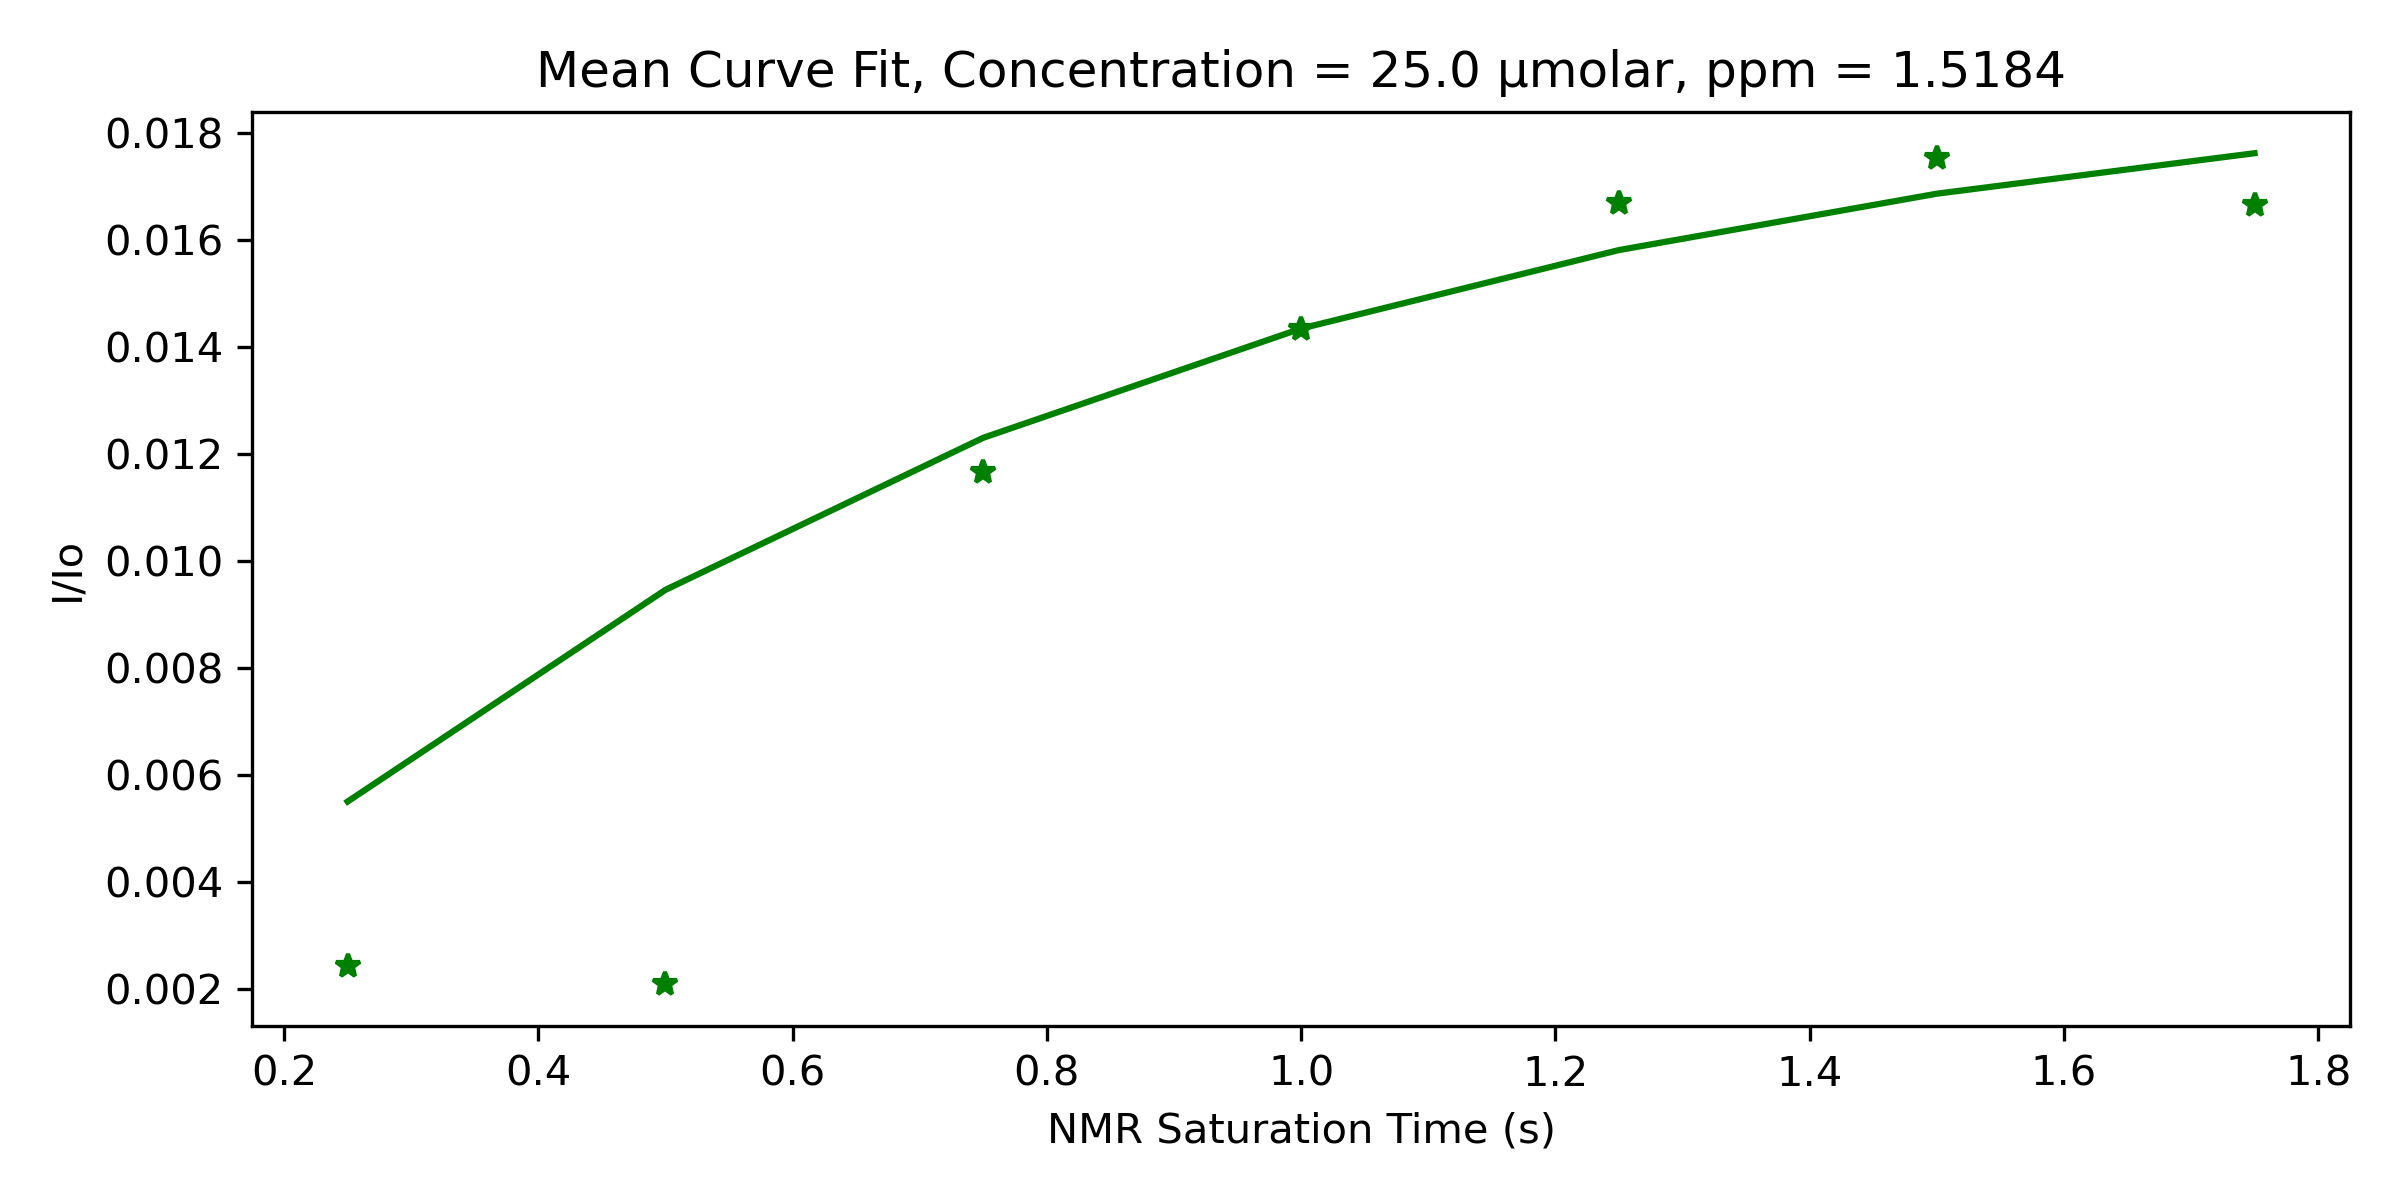 Mean Curve Fit, Concentration = 25.0 µmolar, ppm = 1.5184
0.018
0.016
0.014
0.012
0.010
0.008
0.006
0.004
0.002
I/Io
0.2 0.4 0.6 0.8 1.0 1.2 1.4 1.6 1.8
NMR Saturation Time (s)